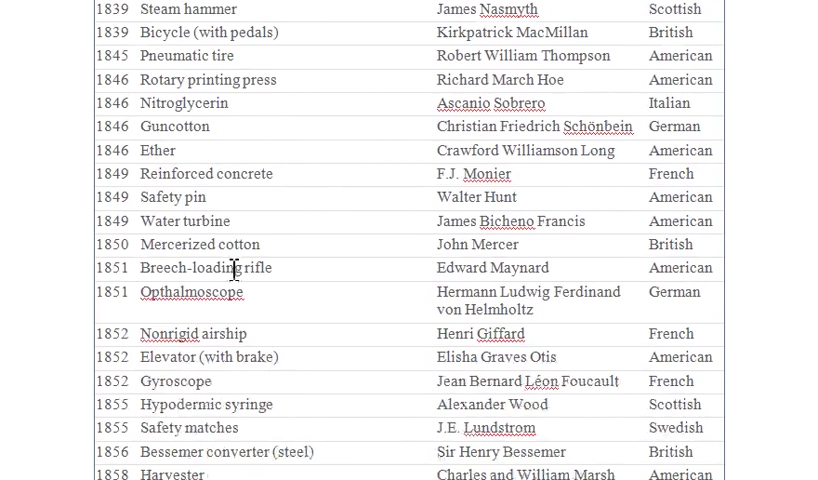 1839 Steam hammer James Nasmyth Scottish
1839 Bicycle (with pedals) Kirkpatrick MacMillan British
1845 Pneumatic tire Robert William Thompson American
1846 Rotary printing press Richard March Hoe American
1846 Nitroglycerin Ascanio Sobrero Italian
1846 Guncotton Christian Friedrich Schönbein German
1846 Ether Crawford Williamson Long American
1849 Reinforced concrete F.J. Monier French
1849 Safety pin Walter Hunt American
1849 Water turbine James Bicheno Francis American
1850 Mercerized cotton John Mercer British
1851 Breech-loading rifle Edward Maynard American
1851 Opthalmoscope Hermann Ludwig Ferdinand German
von Helmholtz
1852 Nonrigid airship Henri Giffard French
1852 Elevator (with brake) Elisha Graves Otis American
1852 Gyroscope Jean Bernard Léon Foucault French
1855 Hypodermic syringe Alexander Wood Scottish
1855 Safety matches J.E. Lundstrom Swedish
1856 Bessemer converter (steel) Sir Henry Bessemer British
1858 Harvester Charles and William Marsh American